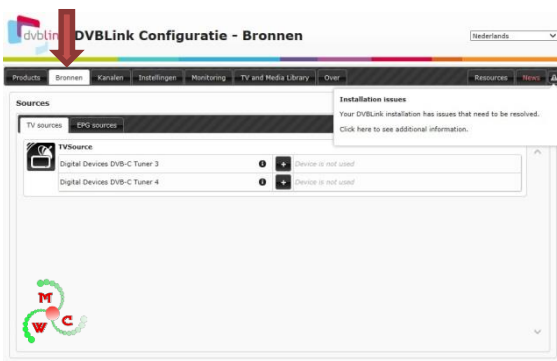 dvblin DVBLink Configuratie - Bronnen
Nederlands
Products Bronnen Kanalen Instellingen Monitoring TV and Media Library Over Resources News
Sources
TV sources EPG sources
Installation issues
Your DVBLink installation has issues that need to be resolved.
Click here to see additional information.
TVSource
Digital Devices DVB-C Tuner 3 Device is not used
Digital Devices DVB-C Tuner 4 Device is not used
M
W C